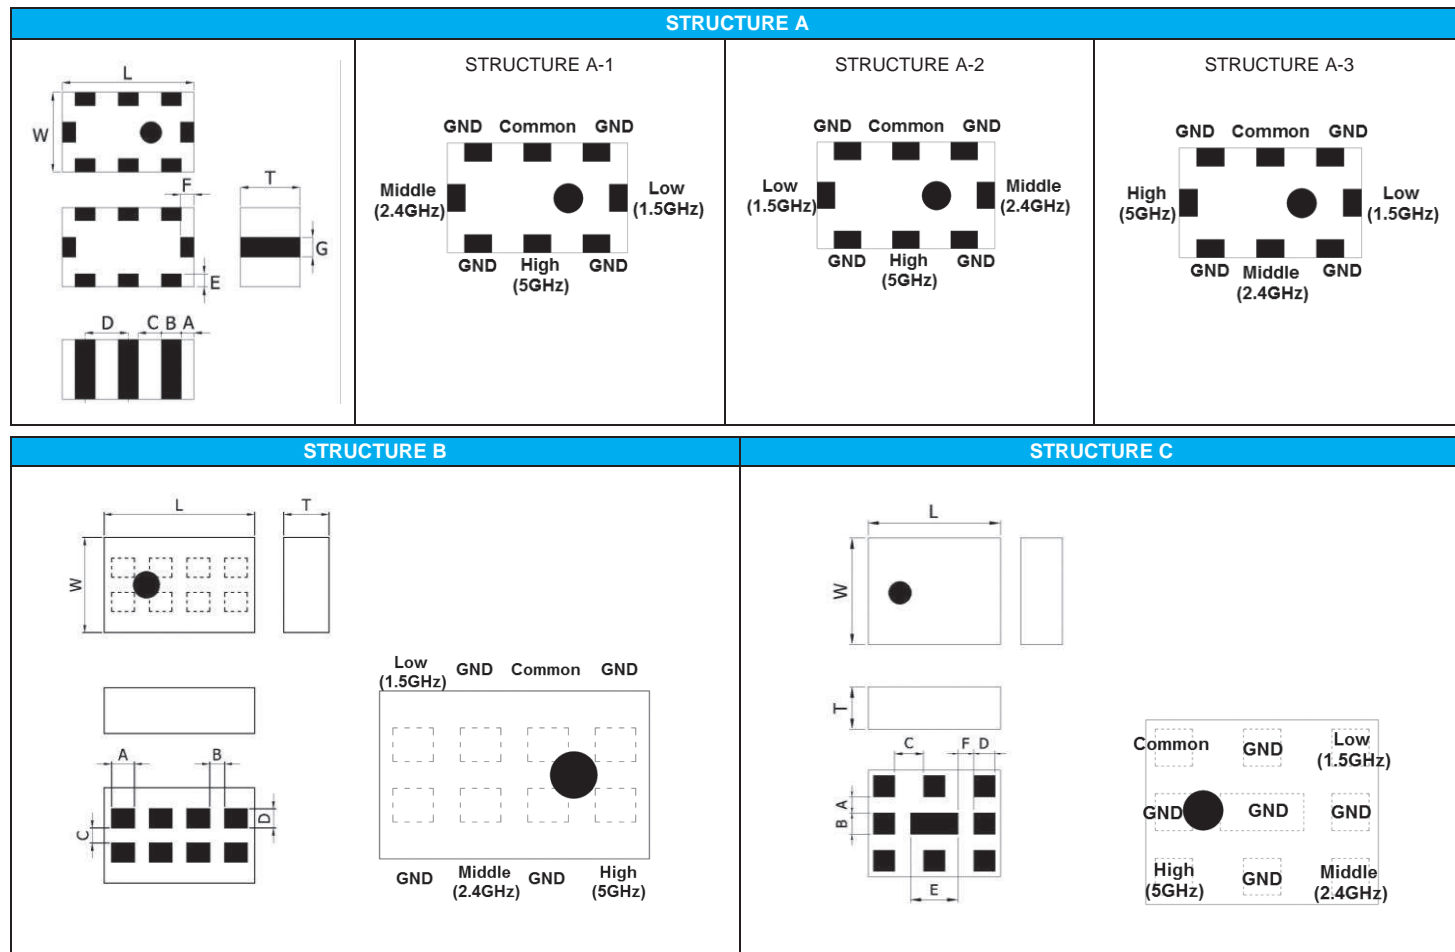 STRUCTURE A
L
W
F
T
G
E
D C B A
STRUCTURE A-1
GND Common GND
Middle
(2.4GHz)
Low
(1.5GHz)
GND High GND
(5GHz)
STRUCTURE A-2
GND Common GND
Low
(1.5GHz)
Middle
(2.4GHz)
GND High GND
(5GHz)
STRUCTURE A-3
GND Common GND
High
(5GHz)
Low
(1.5GHz)
GND Middle GND
(2.4GHz)
STRUCTURE B
L T
W
A B
C D
Low
(1.5GHz)
GND Common GND
GND Middle GND High
(2.4GHz) (5GHz)
STRUCTURE C
L
W
T
C F D
A
B
E
Common GND Low
(1.5GHz)
GND GND GND
High GND Middle
(5GHz) (2.4GHz)